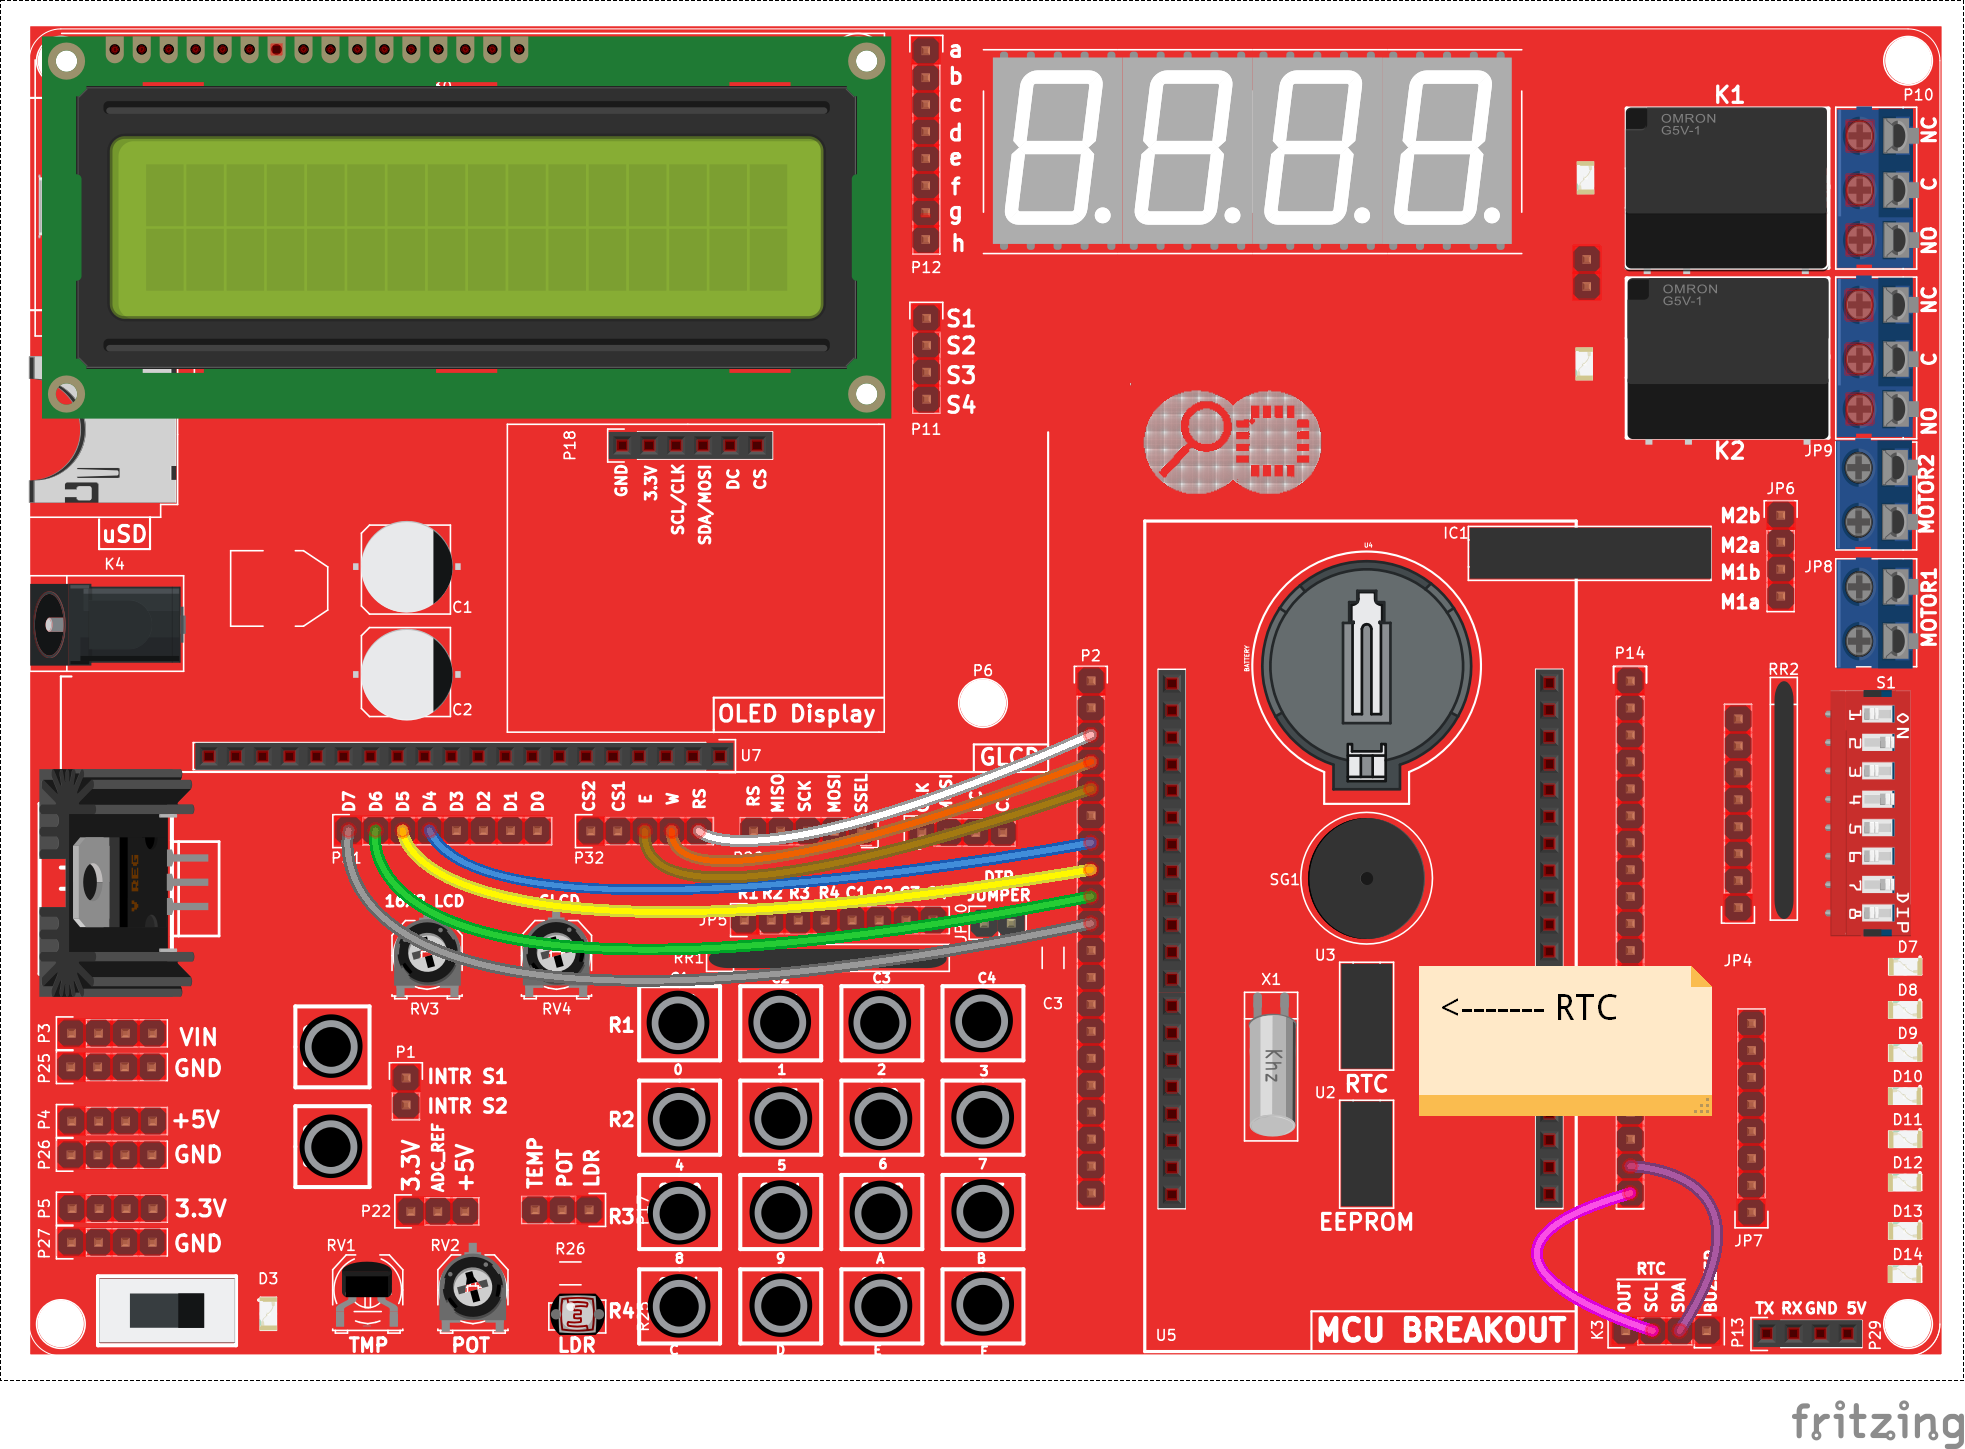 a
b
c
d
e
f
g
h
P12
S1
S2
S3
S4
P11
K1
OMRON
G5V-1
P10
NC
C
NO
OMRON
G5V-1
K2
NC
C
NO
JP9
MOTOR2
JP6
M2b
M2a
M1b
M1a
JP8
MOTOR1
P18
GND
3.3V
SCL/CLK
SDA/MOSI
DC
CS
uSD
K4
C1
C2
OLED Display
P6
GLCD
U7
P2
U4
BATTERY
IC1
P14
RR2
S1
1
2
3
4
5
6
7
8
ON
DIP
D7
D6
D5
D4
D3
D2
D1
D0
CS2
CS1
E
W
RS
RS
MISO
SCK
MOSI
SSEL
P32
V REG
16x2 LCD
JP5
R1
R2
R3
R4
C1
C2
JUMPER
RR1
RV3
RV4
C3
C4
C3
SG1
U3
X1
Khz
RTC
U2
EEPROM
<------- RTC
JP4
JP7
D7
D8
D9
D10
D11
D12
D13
D14
P3
VIN
P25
GND
P4
+5V
P26
GND
P5
3.3V
P27
GND
P1
INTR S1
INTR S2
3.3V
ADC_REF
+5V
P22
TEMP
POT
LDR
R1
0
1
2
3
R2
4
5
6
7
R3
8
9
A
B
R4
D3
RV1
TMP
RV2
POT
R26
LDR
U5
MCU BREAKOUT
RTC
OUT
SCL
SDA
K3
P13
TX RX GND 5V
P29
fritzing